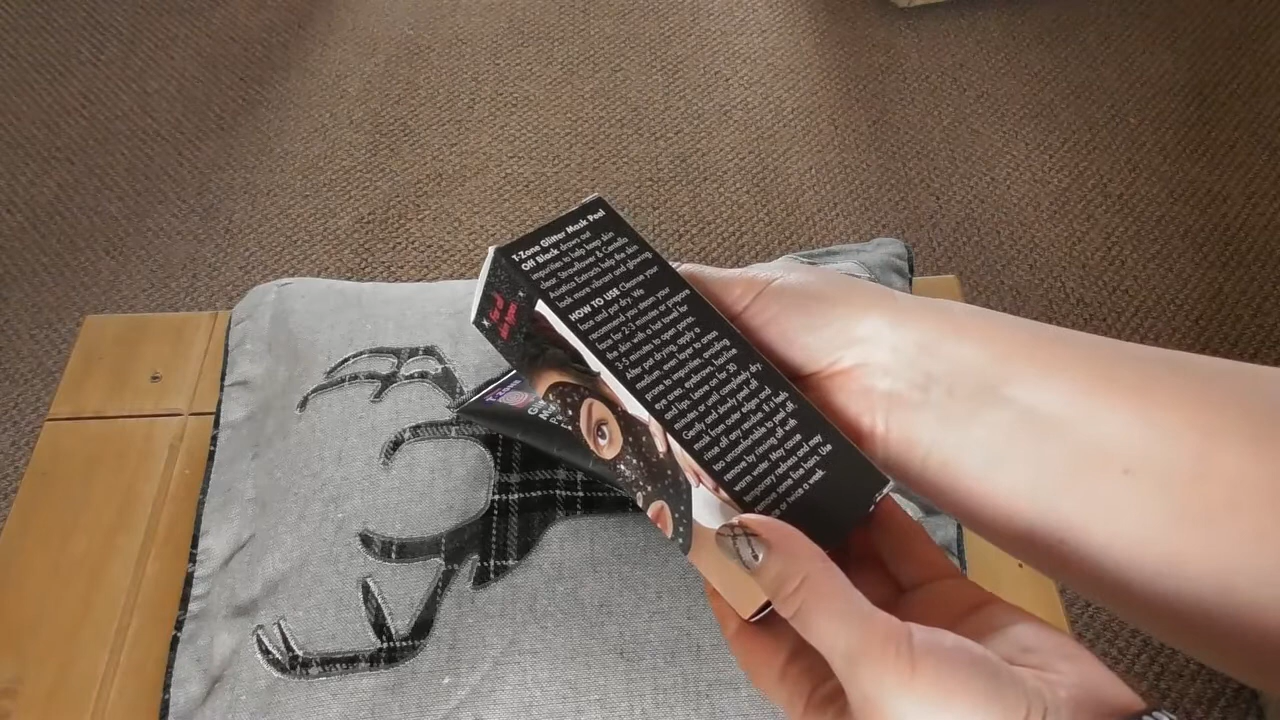 T-Zone Glitter Mask Peel
Off Black draws out
impurities to help keep skin
clear. Strawflower & Centella
Asiatica Extracts help the skin
look more vibrant and glowing.
HOW TO USE Cleanse your
face and pat dry. We
recommend you steam your
face for 2-3 minutes or prepare
the skin with a hot towel for
3-5 minutes to open pores.
After pat drying, apply a
medium, even layer to areas
prone to impurities, avoiding
eye area, eyebrows, hairline
and lips. Leave on for 30
minutes or until completely dry.
Gently and slowly peel off
mask from outer edges and
rinse off any residue. If it feels
too uncomfortable to peel off,
remove by rinsing off with
warm water. May cause
temporary redness and may
remove some fine hairs. Use
or twice a week.
For all
skin types
T-Zone